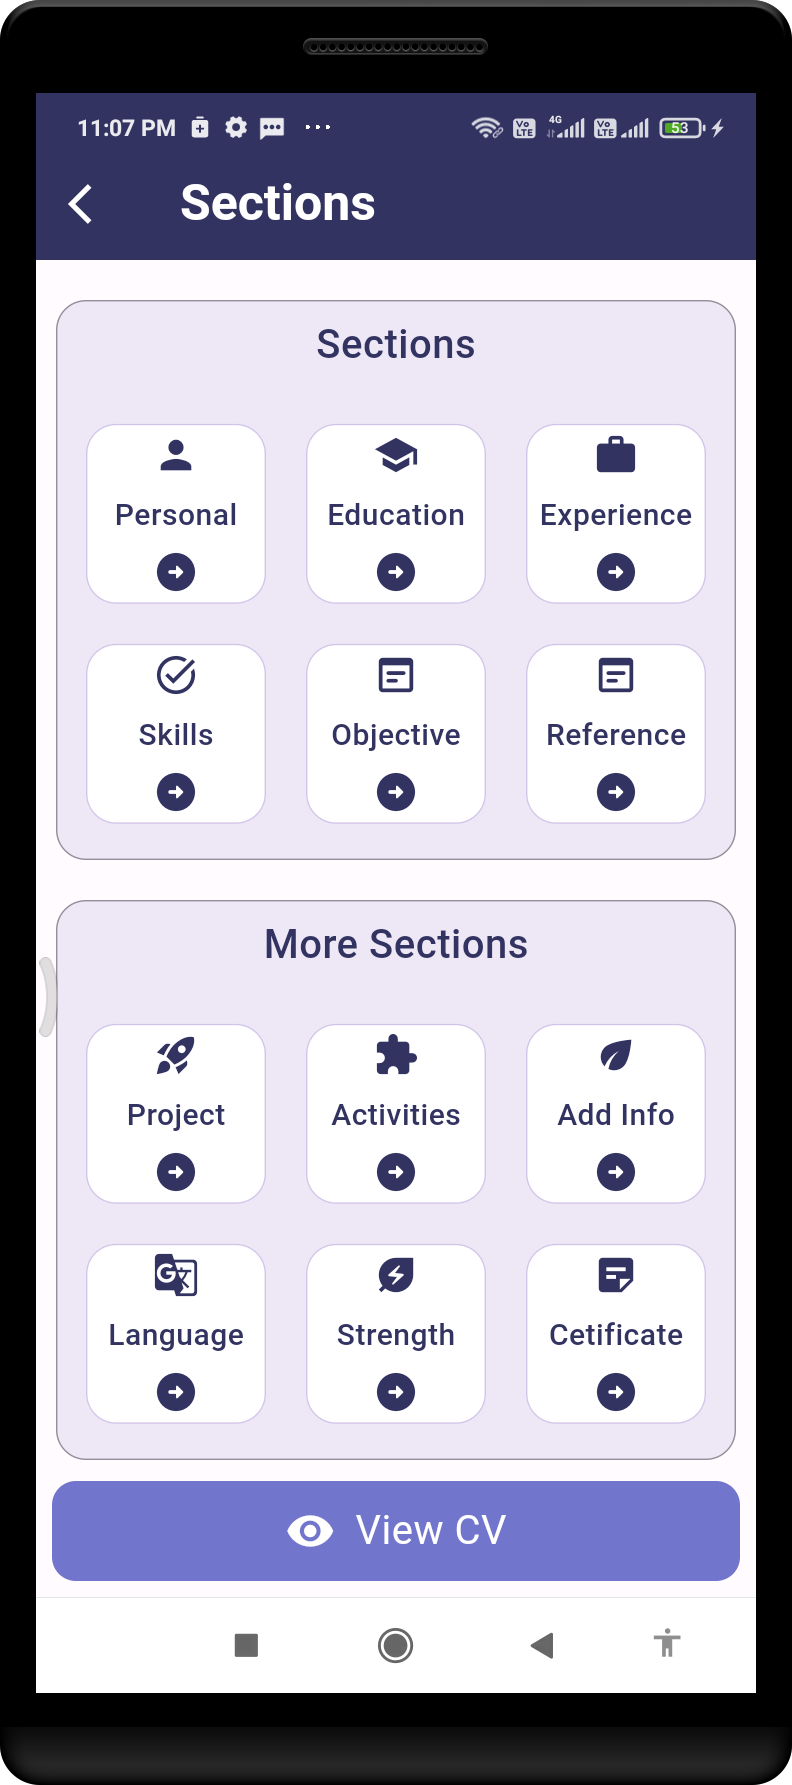 11:07 PM ... Vo LTE 4G Vo LTE 53
Sections
Sections
Personal Education Experience
Skills Objective Reference
More Sections
Project Activities Add Info
G 文
Language Strength Cetificate
View CV